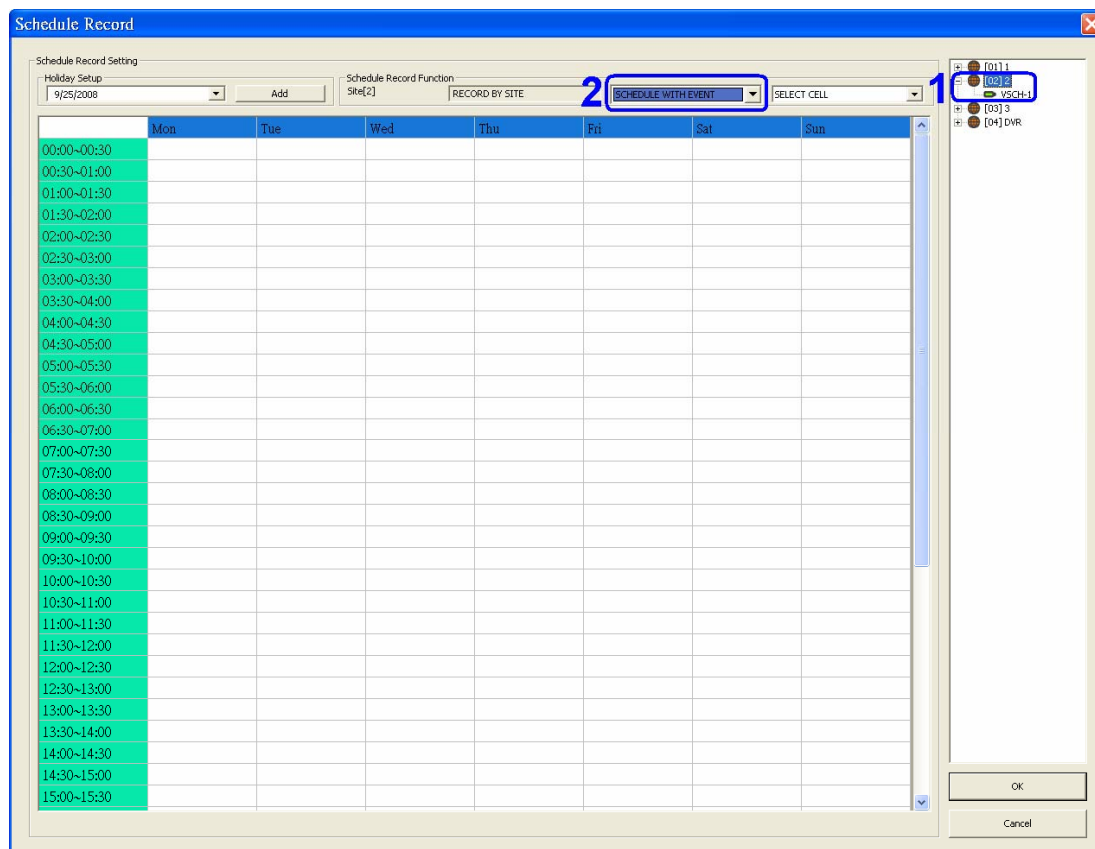 Schedule Record
Schedule Record Setting
Holiday Setup
9/25/2008
Add
Schedule Record Function
Site[2]
RECORD BY SITE
2
SCHEDULE WITH EVENT
SELECT CELL
1
[01] 1
[02] 2
VSCH-1
[03] 3
[04] DVR
Mon Tue Wed Thu Fri Sat Sun
00:00~00:30
00:30~01:00
01:00~01:30
01:30~02:00
02:00~02:30
02:30~03:00
03:00~03:30
03:30~04:00
04:00~04:30
04:30~05:00
05:00~05:30
05:30~06:00
06:00~06:30
06:30~07:00
07:00~07:30
07:30~08:00
08:00~08:30
08:30~09:00
09:00~09:30
09:30~10:00
10:00~10:30
10:30~11:00
11:00~11:30
11:30~12:00
12:00~12:30
12:30~13:00
13:00~13:30
13:30~14:00
14:00~14:30
14:30~15:00
15:00~15:30
OK
Cancel